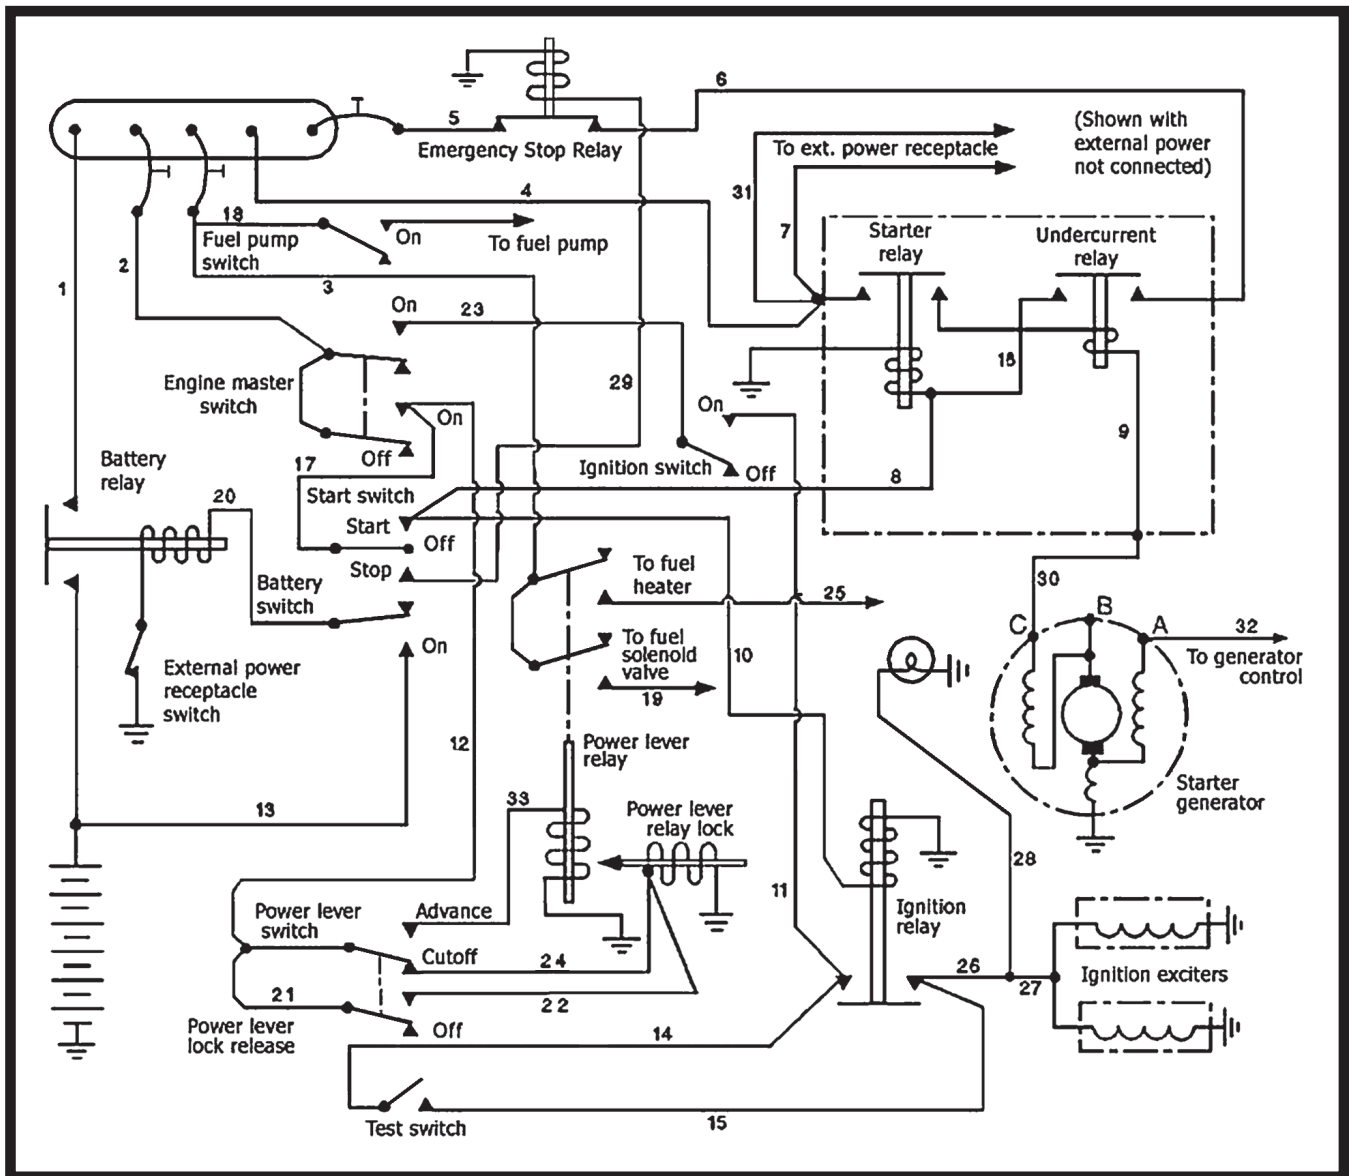 6
5
Emergency Stop Relay
To ext. power receptacle
(Shown with
external power
not connected)
4
31
7
18
On
To fuel pump
Fuel pump
switch
Starter
relay
Undercurrent
relay
2
1
3
On
23
16
29
Engine master
switch
On
On
9
Off
Ignition switch
Off
17
8
Battery
relay
20
Start switch
Start
Off
Stop
To fuel
heater
25
30
Battery
switch
On
B
C
A
32
To generator
control
To fuel
solenoid
valve
10
19
External power
receptacle
switch
12
Power lever
relay
Starter
generator
13
33
Power lever
relay lock
28
11
Ignition
relay
Power lever
switch
Advance
Cutoff
24
26
27
Ignition exciters
21
22
Off
Power lever
lock release
14
15
Test switch